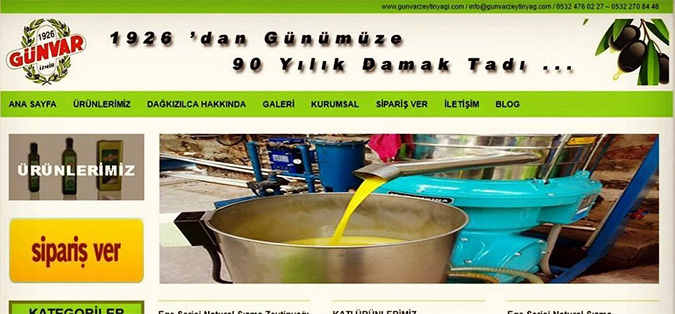 www.gunvarzeytinyagi.com / info@gunvarzeytinyag.com / 0532 476 02 27 – 0532 270 84 48
1926
GÜNVAR
İZMİR
1926 'dan Günümüze
90 Yılık Damak Tadı ...
ANA SAYFA ÜRÜNLERİMİZ DAĞKIZILCA HAKKINDA GALERİ KURUMSAL SİPARİŞ VER İLETİŞİM BLOG
ÜRÜNLERİMİZ
sipariş ver
KATEGORİLER
Ege Serisi Natural Sızma Zeytinyağı KATI ÜRÜNLERİMİZ Ege Serisi Natural Sızma